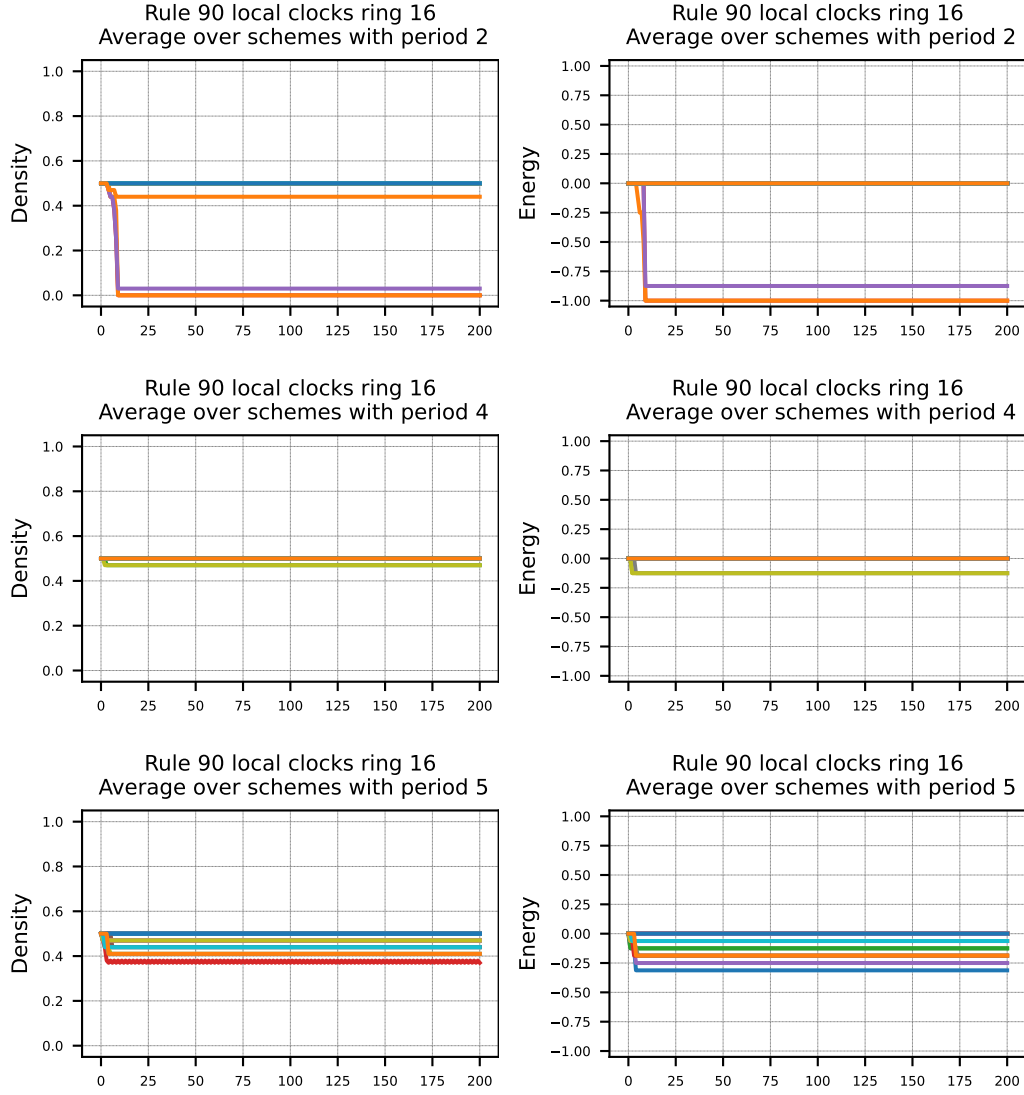 Rule 90 local clocks ring 16
Average over schemes with period 2
Density
1.0
0.8
0.6
0.4
0.2
0.0
0 25 50 75 100 125 150 175 200
Rule 90 local clocks ring 16
Average over schemes with period 2
Energy
1.00
0.75
0.50
0.25
0.00
−0.25
−0.50
−0.75
−1.00
0 25 50 75 100 125 150 175 200
Rule 90 local clocks ring 16
Average over schemes with period 4
Density
1.0
0.8
0.6
0.4
0.2
0.0
0 25 50 75 100 125 150 175 200
Rule 90 local clocks ring 16
Average over schemes with period 4
Energy
1.00
0.75
0.50
0.25
0.00
−0.25
−0.50
−0.75
−1.00
0 25 50 75 100 125 150 175 200
Rule 90 local clocks ring 16
Average over schemes with period 5
Density
1.0
0.8
0.6
0.4
0.2
0.0
0 25 50 75 100 125 150 175 200
Rule 90 local clocks ring 16
Average over schemes with period 5
Energy
1.00
0.75
0.50
0.25
0.00
−0.25
−0.50
−0.75
−1.00
0 25 50 75 100 125 150 175 200